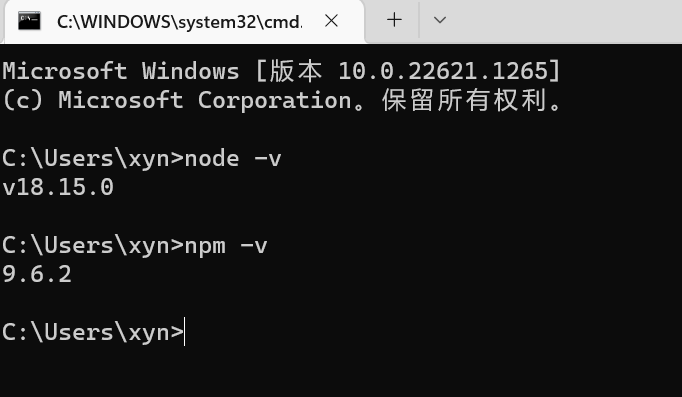 C:\WINDOWS\system32\cmd.
Microsoft Windows [版本 10.0.22621.1265]
(c) Microsoft Corporation。保留所有权利。
C:\Users\xyn>node -v
v18.15.0
C:\Users\xyn>npm -v
9.6.2
C:\Users\xyn>